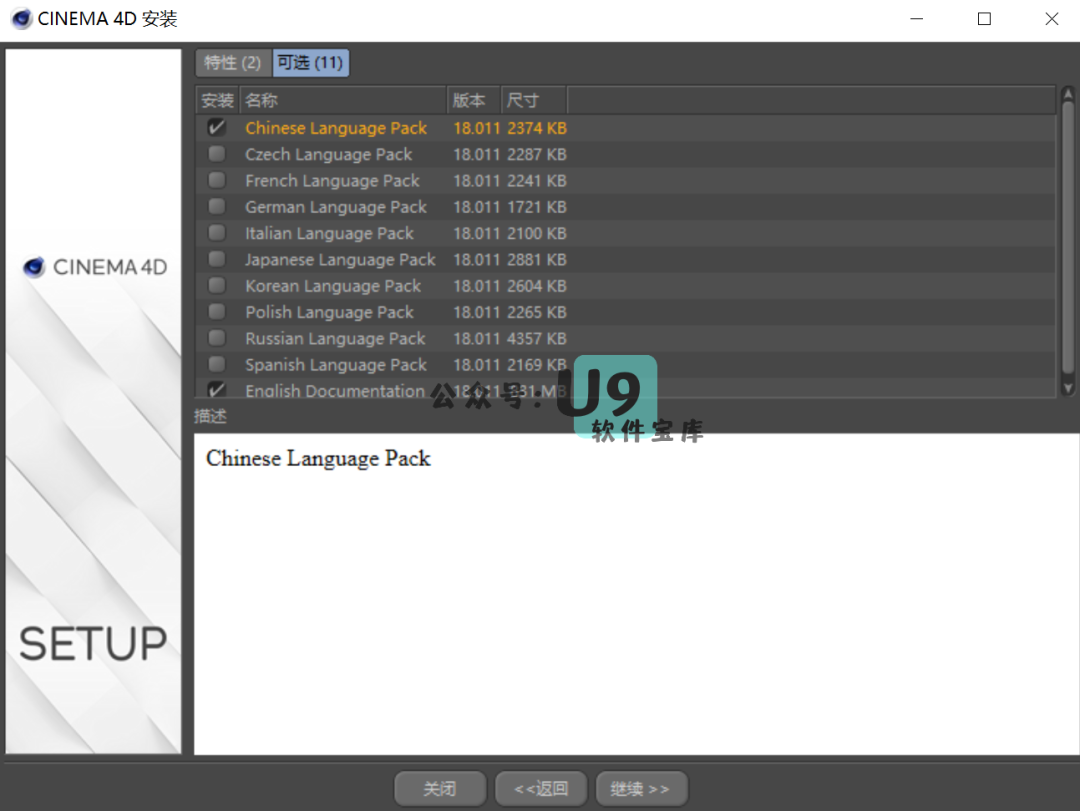 CINEMA 4D 安装
特性 (2) 可选 (11)
安装 名称 版本 尺寸
Chinese Language Pack 18.011 2374 KB
Czech Language Pack 18.011 2287 KB
French Language Pack 18.011 2241 KB
German Language Pack 18.011 1721 KB
Italian Language Pack 18.011 2100 KB
CINEMA 4D
Japanese Language Pack 18.011 2881 KB
Korean Language Pack 18.011 2604 KB
Polish Language Pack 18.011 2265 KB
Russian Language Pack 18.011 4357 KB
Spanish Language Pack 18.011 2169 KB
English Documentation 18.011 MB
公众号: U9
软件宝库
描述
Chinese Language Pack
SETUP
关闭 <<返回 继续 >>